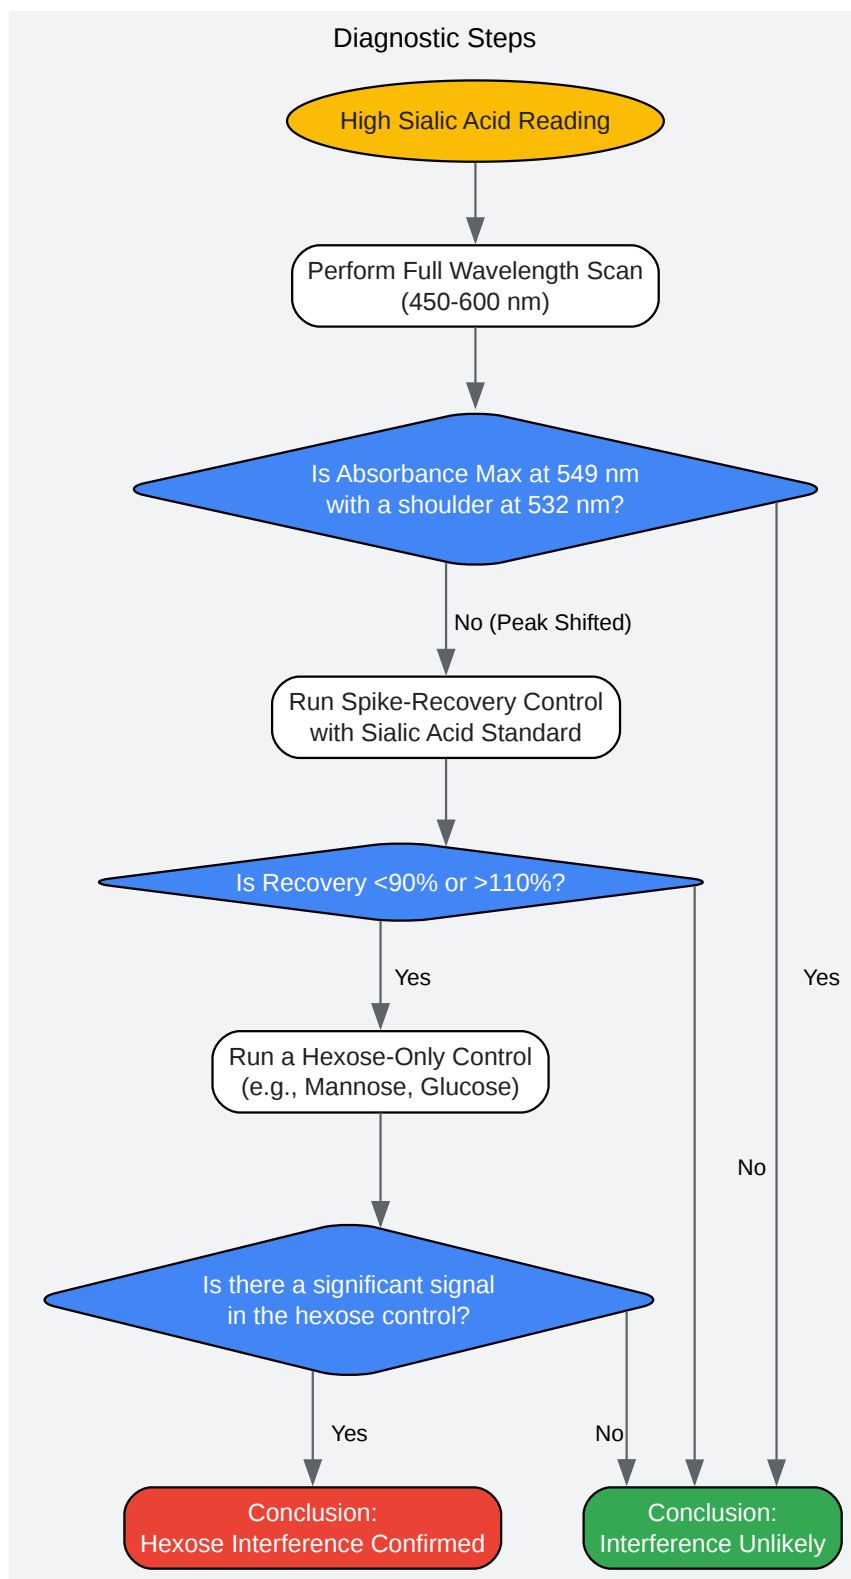 Diagnostic Steps
High Sialic Acid Reading
Perform Full Wavelength Scan
(450-600 nm)
Is Absorbance Max at 549 nm
with a shoulder at 532 nm?
No (Peak Shifted)
Run Spike-Recovery Control
with Sialic Acid Standard
Is Recovery <90% or >110%?
Yes
Yes
Run a Hexose-Only Control
(e.g., Mannose, Glucose)
No
Is there a significant signal
in the hexose control?
Yes
No
Conclusion:
Hexose Interference Confirmed
Conclusion:
Interference Unlikely